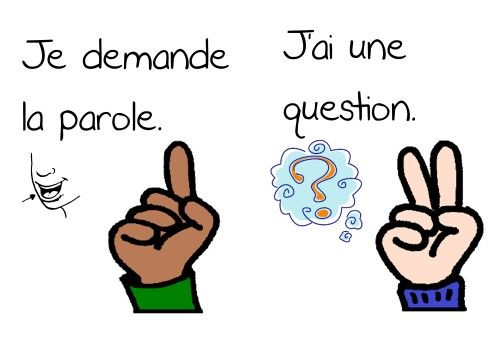 Je demande
la parole.
J'ai une
question.
?